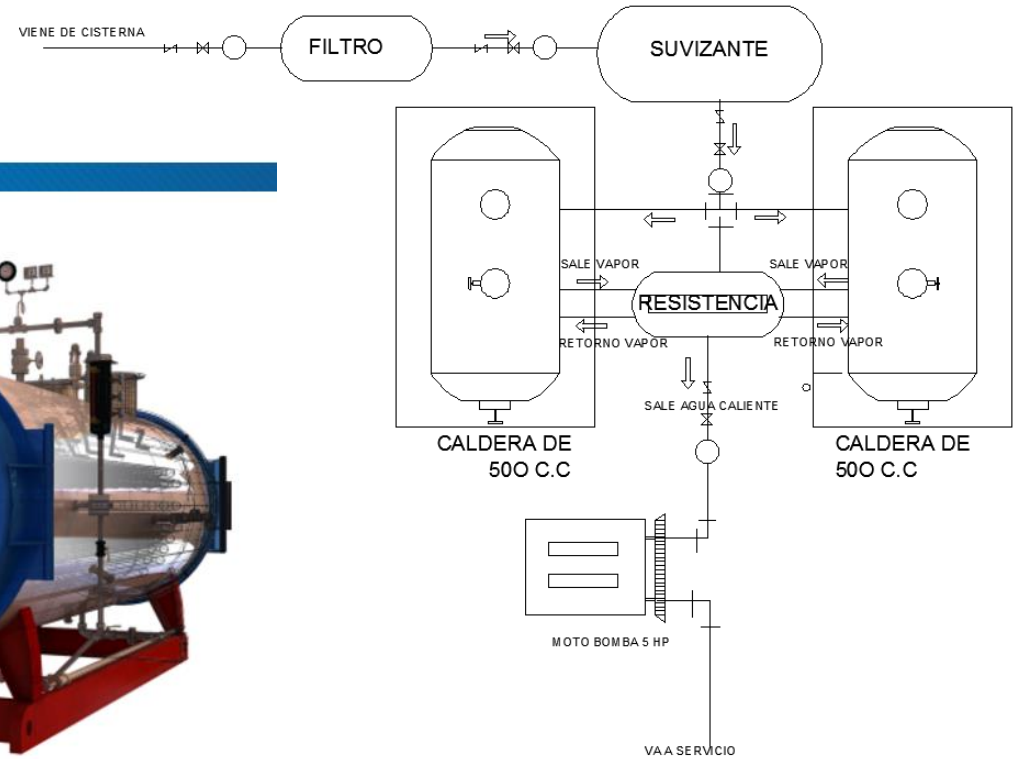 VIENE DE CISTERNA
FILTRO
SUVIZANTE
SALE VAPOR
SALE VAPOR
RESISTENCIA
RETORNO VAPOR
RETORNO VAPOR
SALE AGUA CALIENTE
CALDERA DE
50O C.C
CALDERA DE
50O C.C
MOTO BOMBA 5 HP
VA A SERVICIO